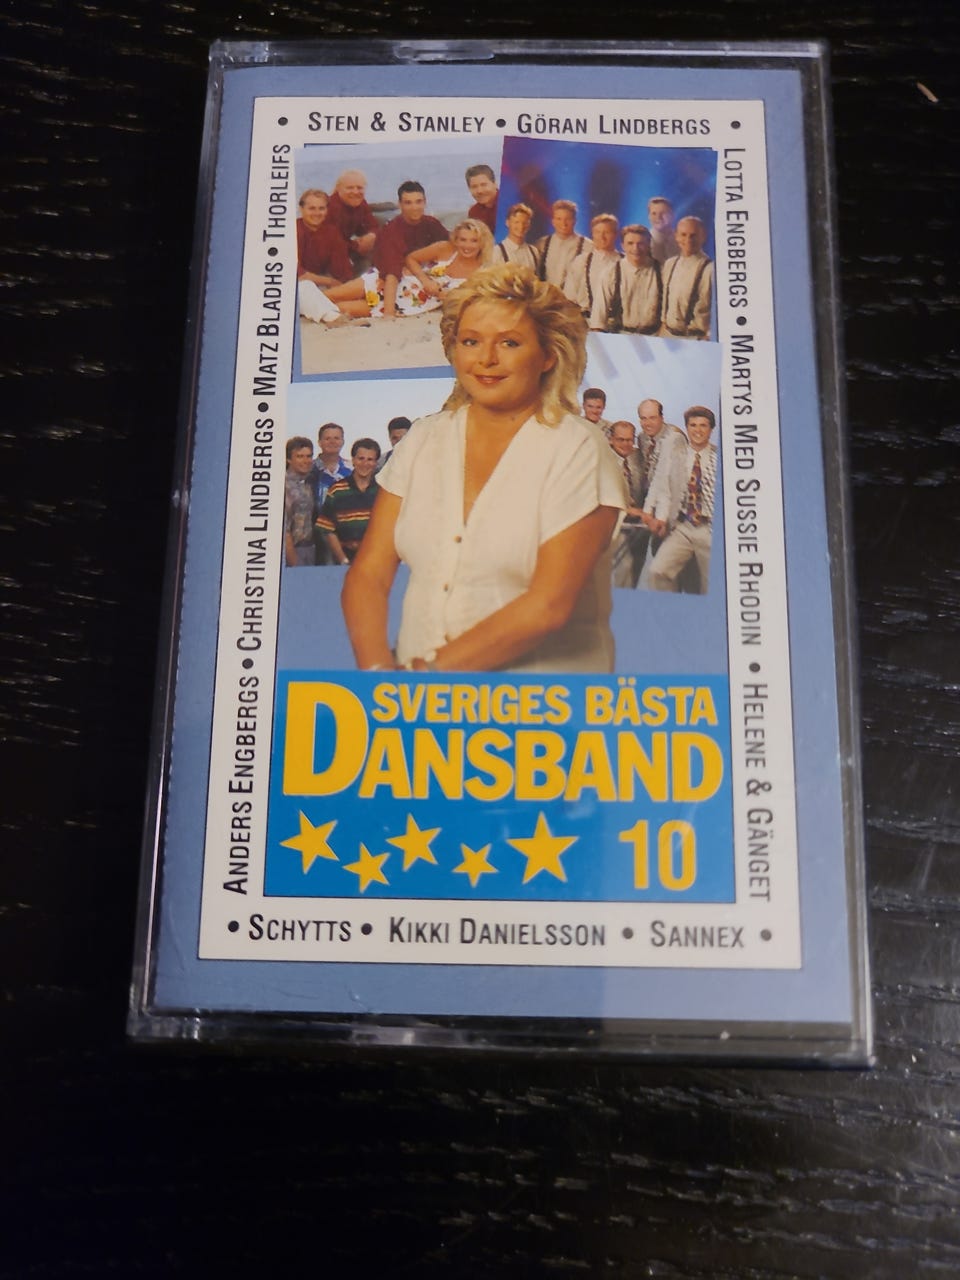 • STEN & STANLEY • GÖRAN LINDBERGS •
LOTTA ENGBERGS • MARTYS MED SUSSIE RHODIN • HELENE & GÄNGET
ANDERS ENGBERGS • CHRISTINA LINDBERGS • MATZ BLADHS • THORLEIFS
SVERIGES BÄSTA
DANSBAND
10
• SCHYTTS • KIKKI DANIELSSON • SANNEX •